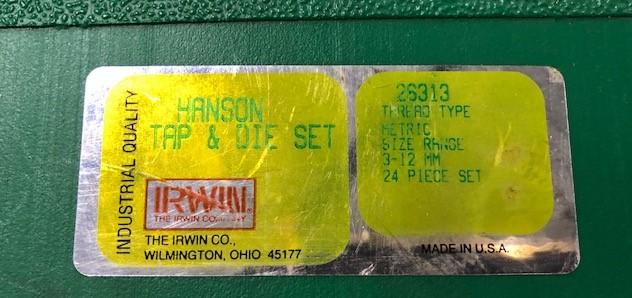 INDUSTRIAL QUALITY
HANSON
TAP & DIE SET
IRWIN
THE IRWIN COMPANY
THE IRWIN CO.,
WILMINGTON, OHIO 45177
26313
THREAD TYPE
METRIC
SIZE RANGE
3-12 MM
24 PIECE SET
MADE IN U.S.A.